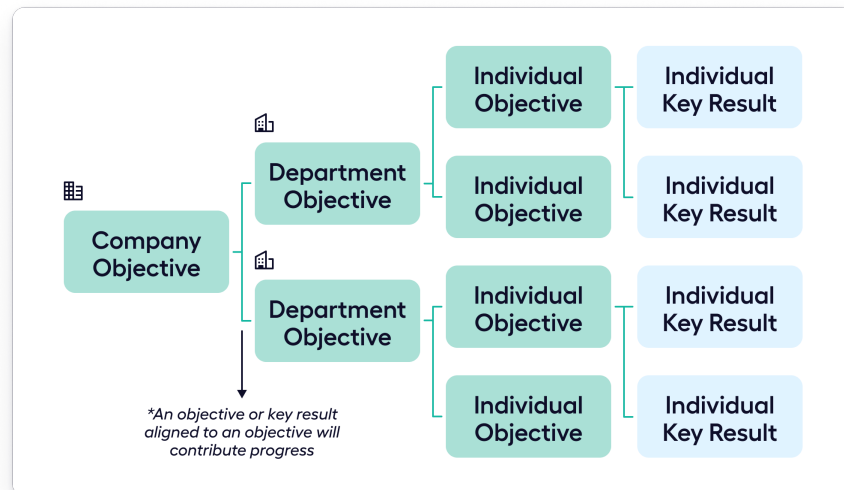 Company
Objective
Department
Objective
Department
Objective
Individual
Objective
Individual
Key Result
Individual
Objective
Individual
Key Result
Individual
Objective
Individual
Key Result
Individual
Objective
Individual
Key Result
*An objective or key result
aligned to an objective will
contribute progress